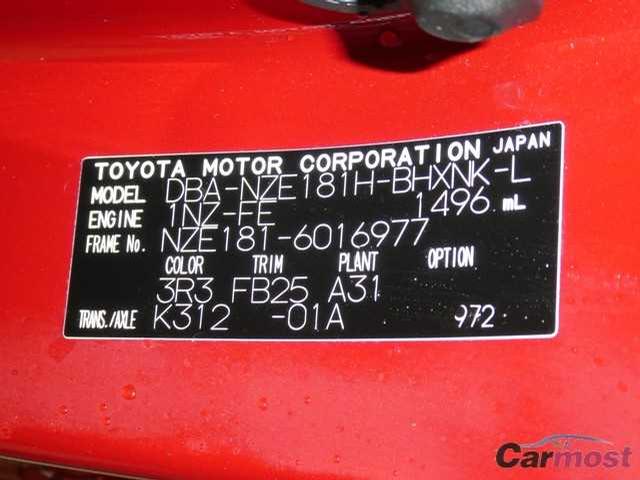 TOYOTA MOTOR CORPORATION JAPAN
MODEL DBA-NZE181H-BHXNK-L
ENGINE 1NZ-FE 1496 mL
FRAME No. NZE181-6016977
COLOR TRIM PLANT OPTION
3R3 FB25 A31
TRANS./AXLE K312 -01A 972
Carmost